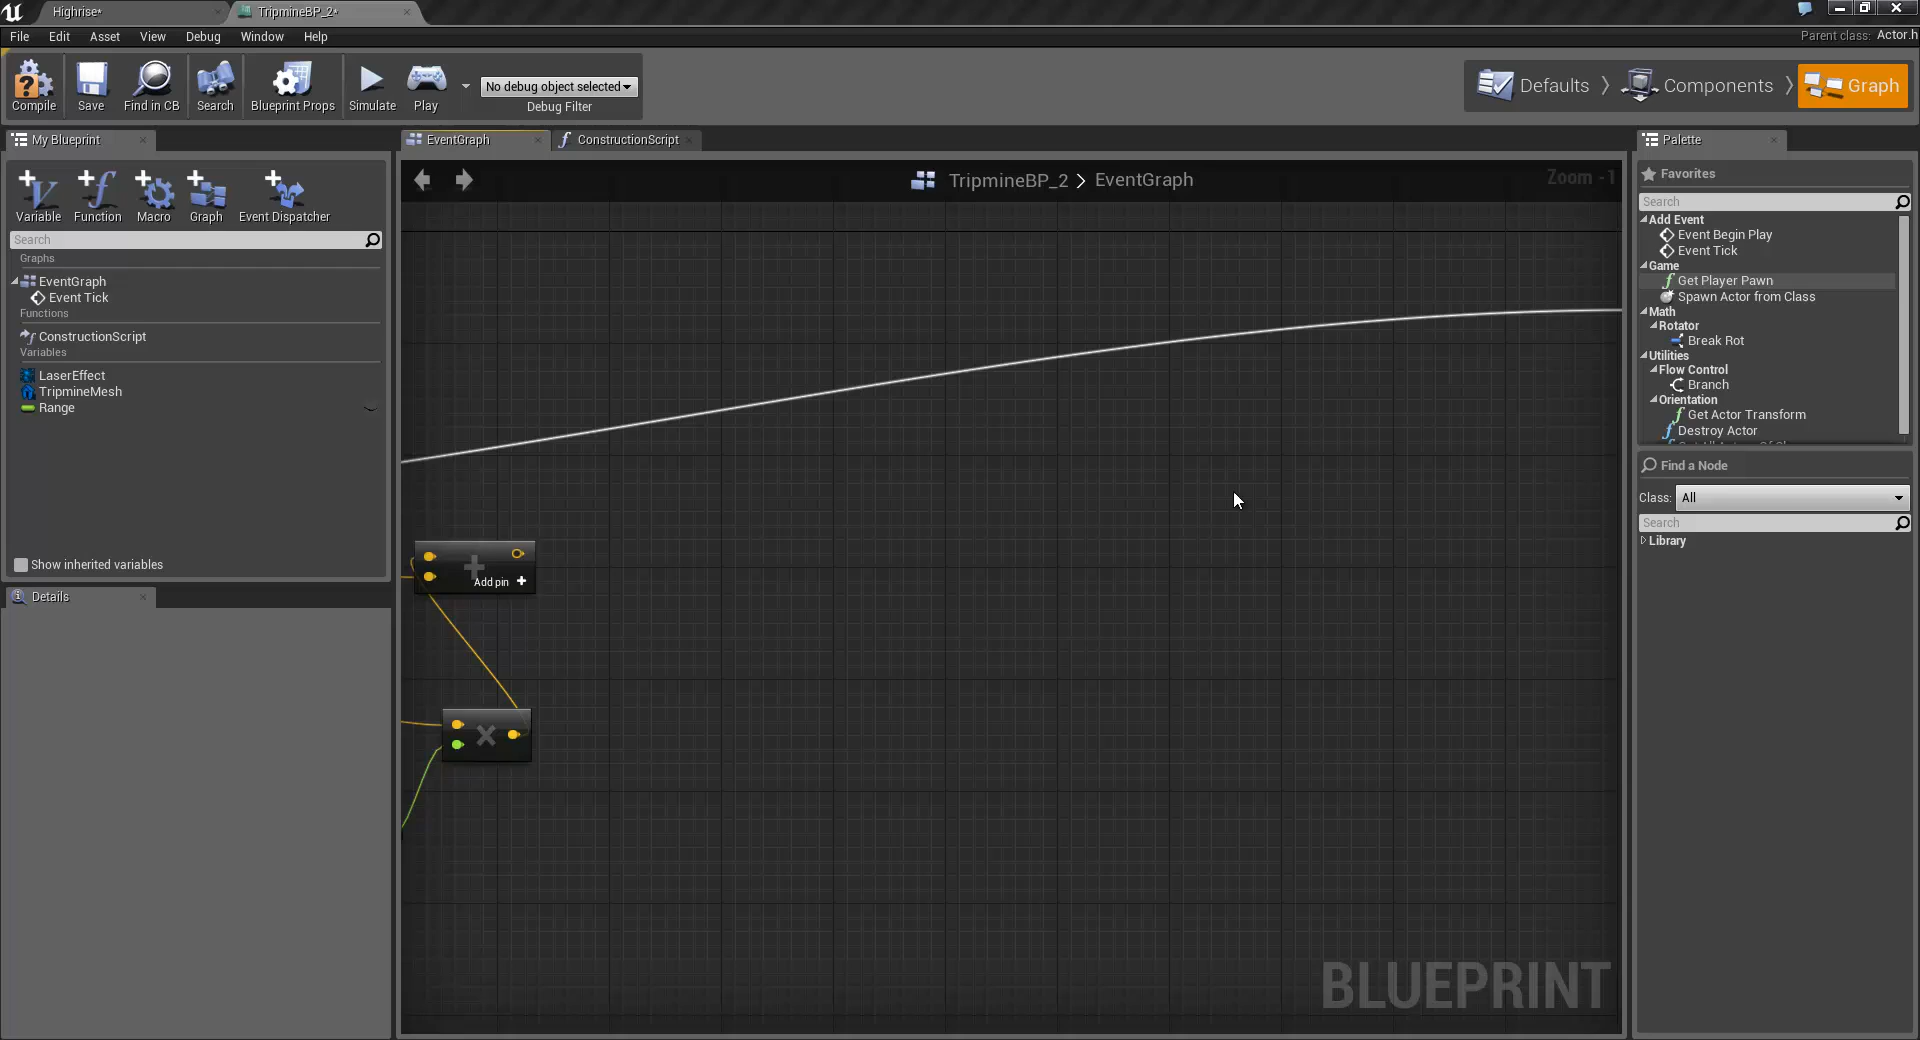 Highrise*
TripmineBP_2*
File Edit Asset View Debug Window Help
Parent class: Actor.h
Compile
Save
Find in CB
Search
Blueprint Props
Simulate
Play
No debug object selected
Debug Filter
Defaults
Components
Graph
My Blueprint
Variable
Function
Macro
Graph
Event Dispatcher
Search
Graphs
EventGraph
Event Tick
Functions
ConstructionScript
Variables
LaserEffect
TripmineMesh
Range
Show inherited variables
Details
EventGraph
ConstructionScript
TripmineBP_2 > EventGraph
Zoom -1
Add pin
BLUEPRINT
Palette
Favorites
Search
Add Event
Event Begin Play
Event Tick
Game
Get Player Pawn
Spawn Actor from Class
Math
Rotator
Break Rot
Utilities
Flow Control
Branch
Orientation
Get Actor Transform
Destroy Actor
Find a Node
Class: All
Search
Library